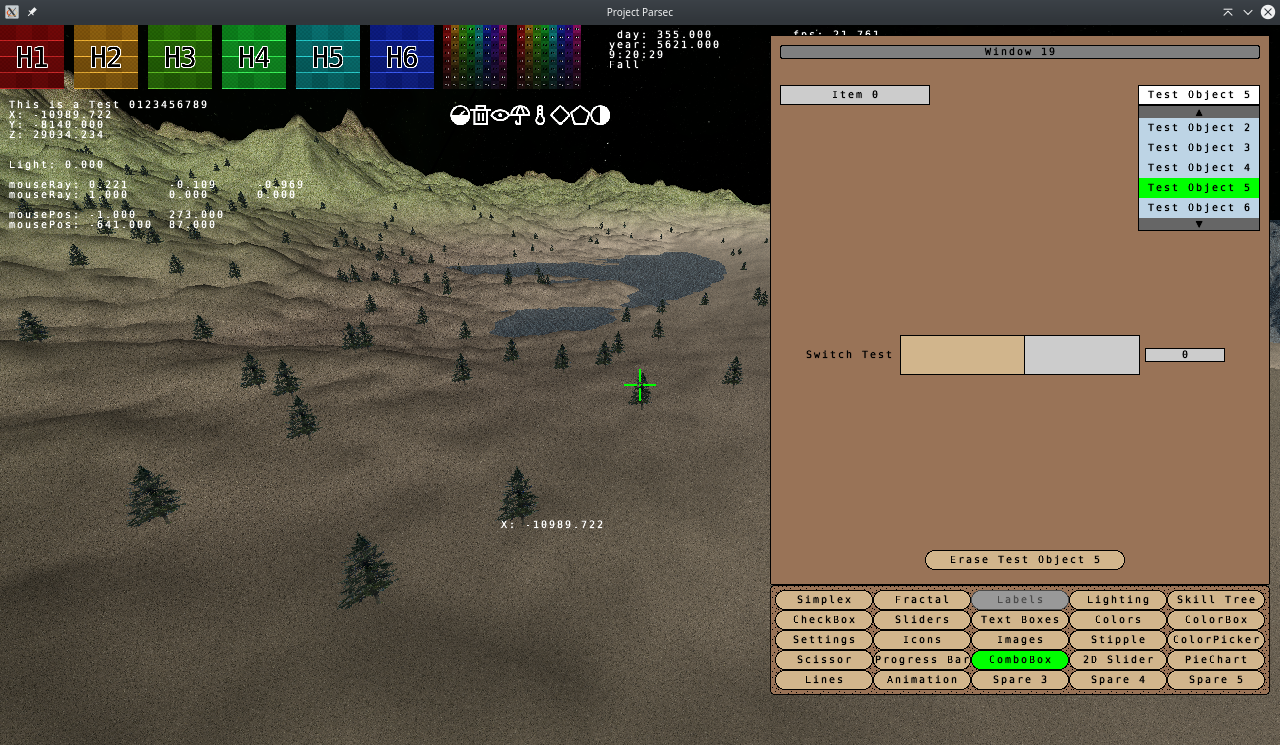 Project Parsec
H1 H2 H3 H4 H5 H6
day: 355.000
year: 5621.000
9:20:29
Fall
fps: 21.761
This is a Test 0123456789
X: -10989.722
Y: -8140.000
Z: 29034.234
Light: 0.000
mouseRay: 0.221 -0.109 -0.969
mouseRay: 1.000 0.000 0.000
mousePos: -1.000 273.000
mousePos: -641.000 87.000
X: -10989.722
Window 19
Item 0
Test Object 5
Test Object 2
Test Object 3
Test Object 4
Test Object 5
Test Object 6
Switch Test 0
Erase Test Object 5
Simplex Fractal Labels Lighting Skill Tree
CheckBox Sliders Text Boxes Colors ColorBox
Settings Icons Images Stipple ColorPicker
Scissor Progress Bar ComboBox 2D Slider PieChart
Lines Animation Spare 3 Spare 4 Spare 5